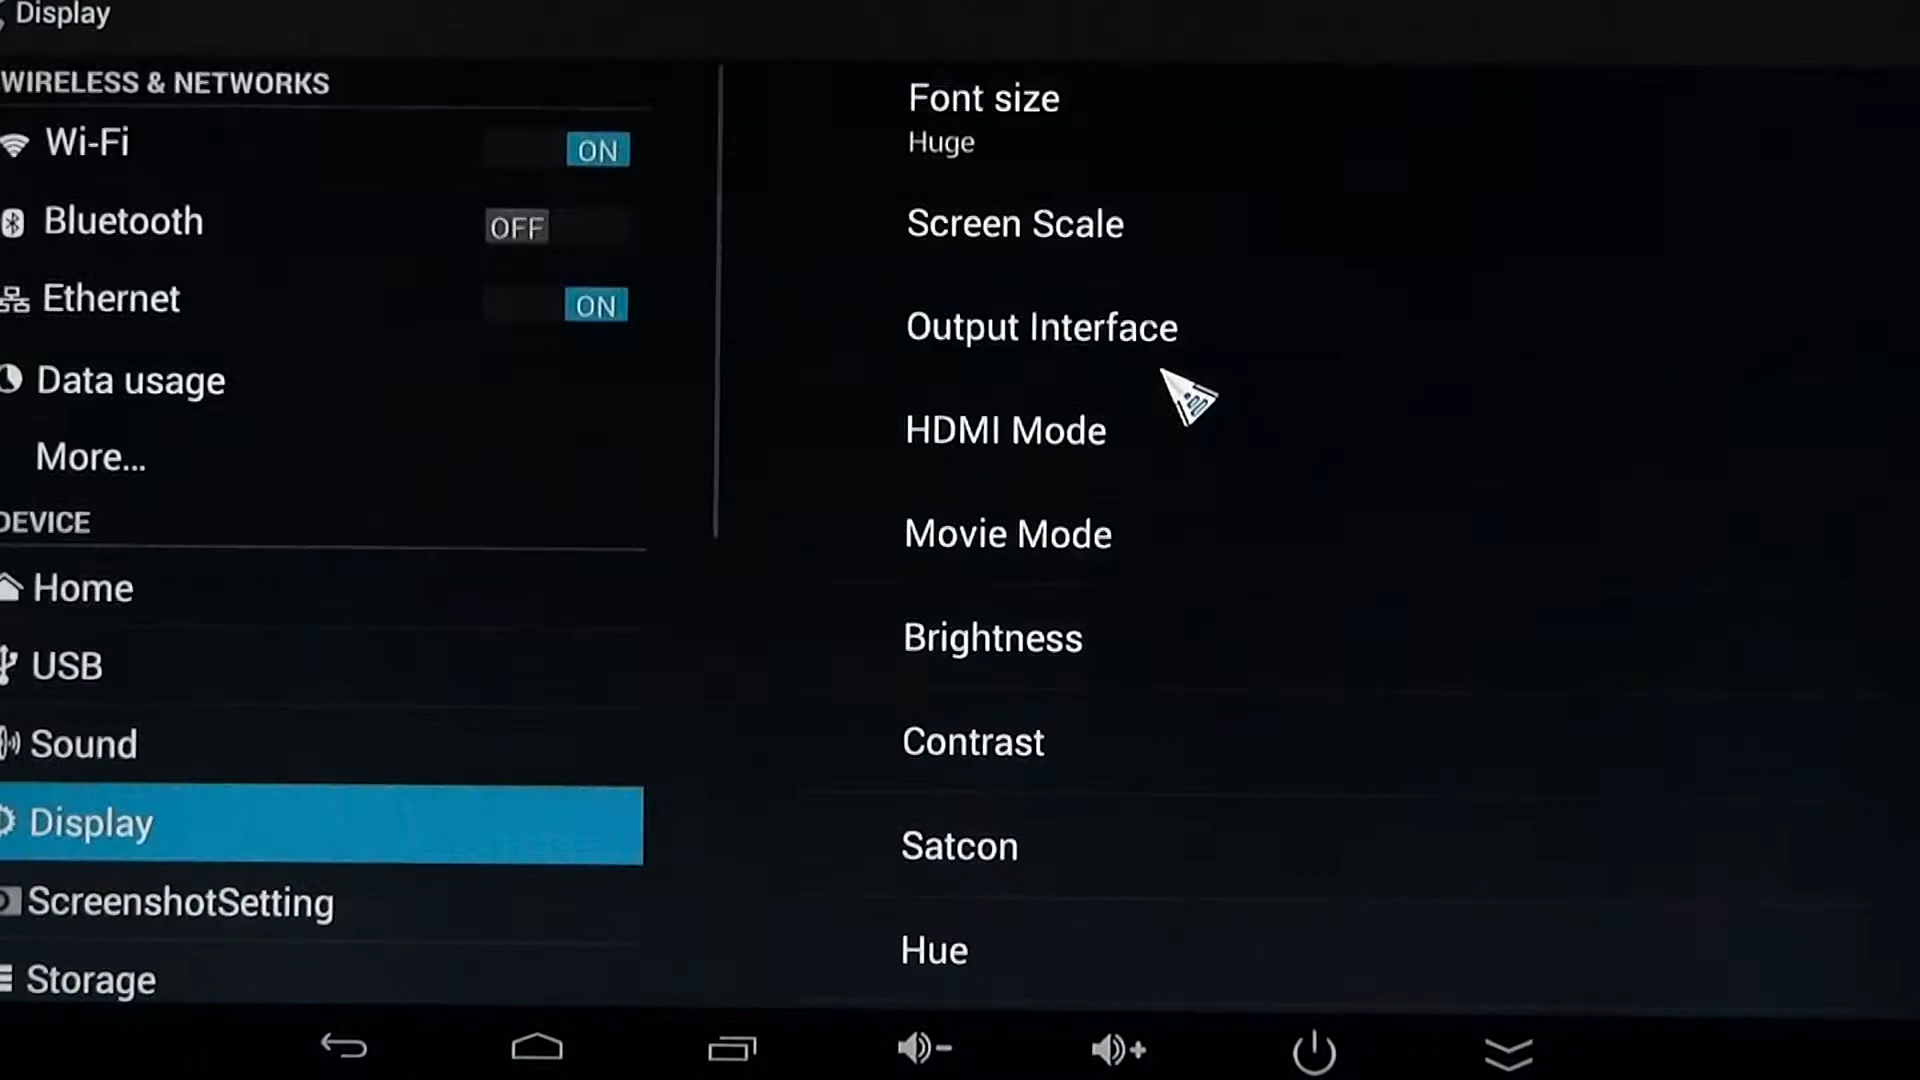 Display
WIRELESS & NETWORKS
Wi-Fi
ON
Bluetooth
OFF
Ethernet
ON
Data usage
More...
DEVICE
Home
USB
Sound
Display
ScreenshotSetting
Storage
Font size
Huge
Screen Scale
Output Interface
HDMI Mode
Movie Mode
Brightness
Contrast
Satcon
Hue